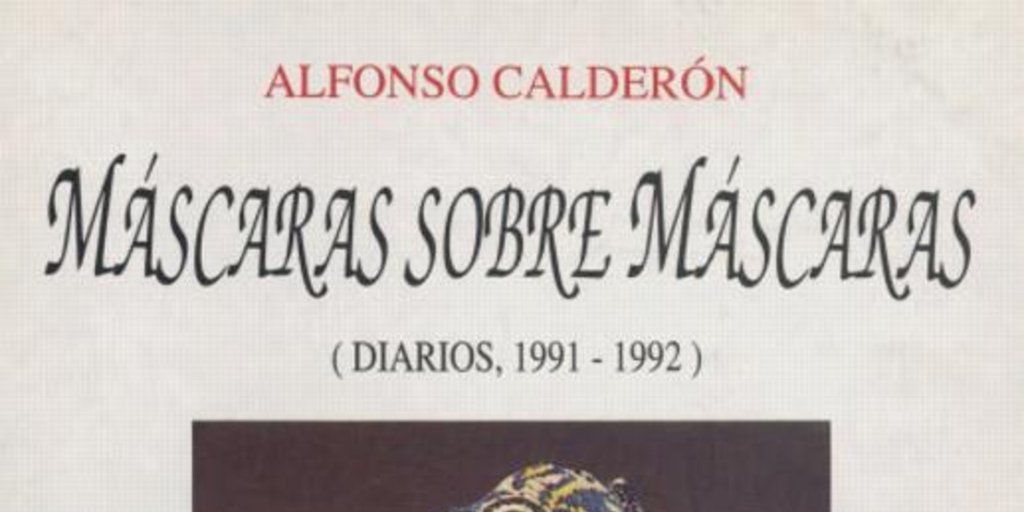 ALFONSO CALDERÓN
MÁSCARAS SOBRE MÁSCARAS
( DIARIOS, 1991 - 1992 )